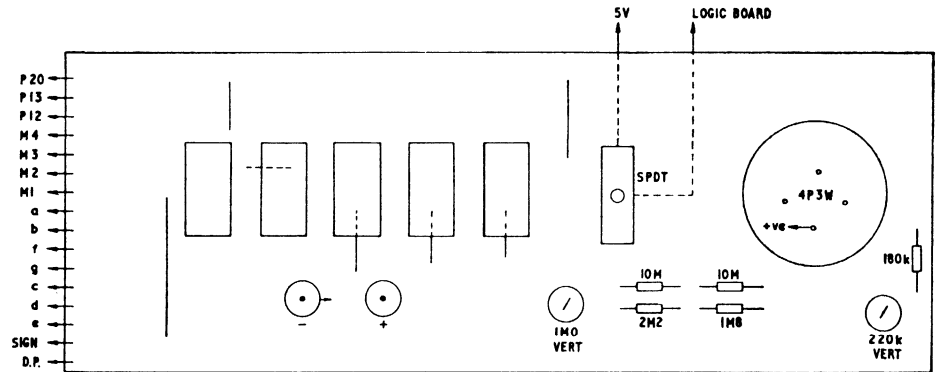 5V
LOGIC BOARD
P20
P13
P12
M4
M3
M2
M1
a
b
f
g
c
d
e
SIGN
D.P.
SPDT
4P3W
+ve
180k
10M
10M
2M2
1M8
1M0
VERT
220k
VERT
-
+